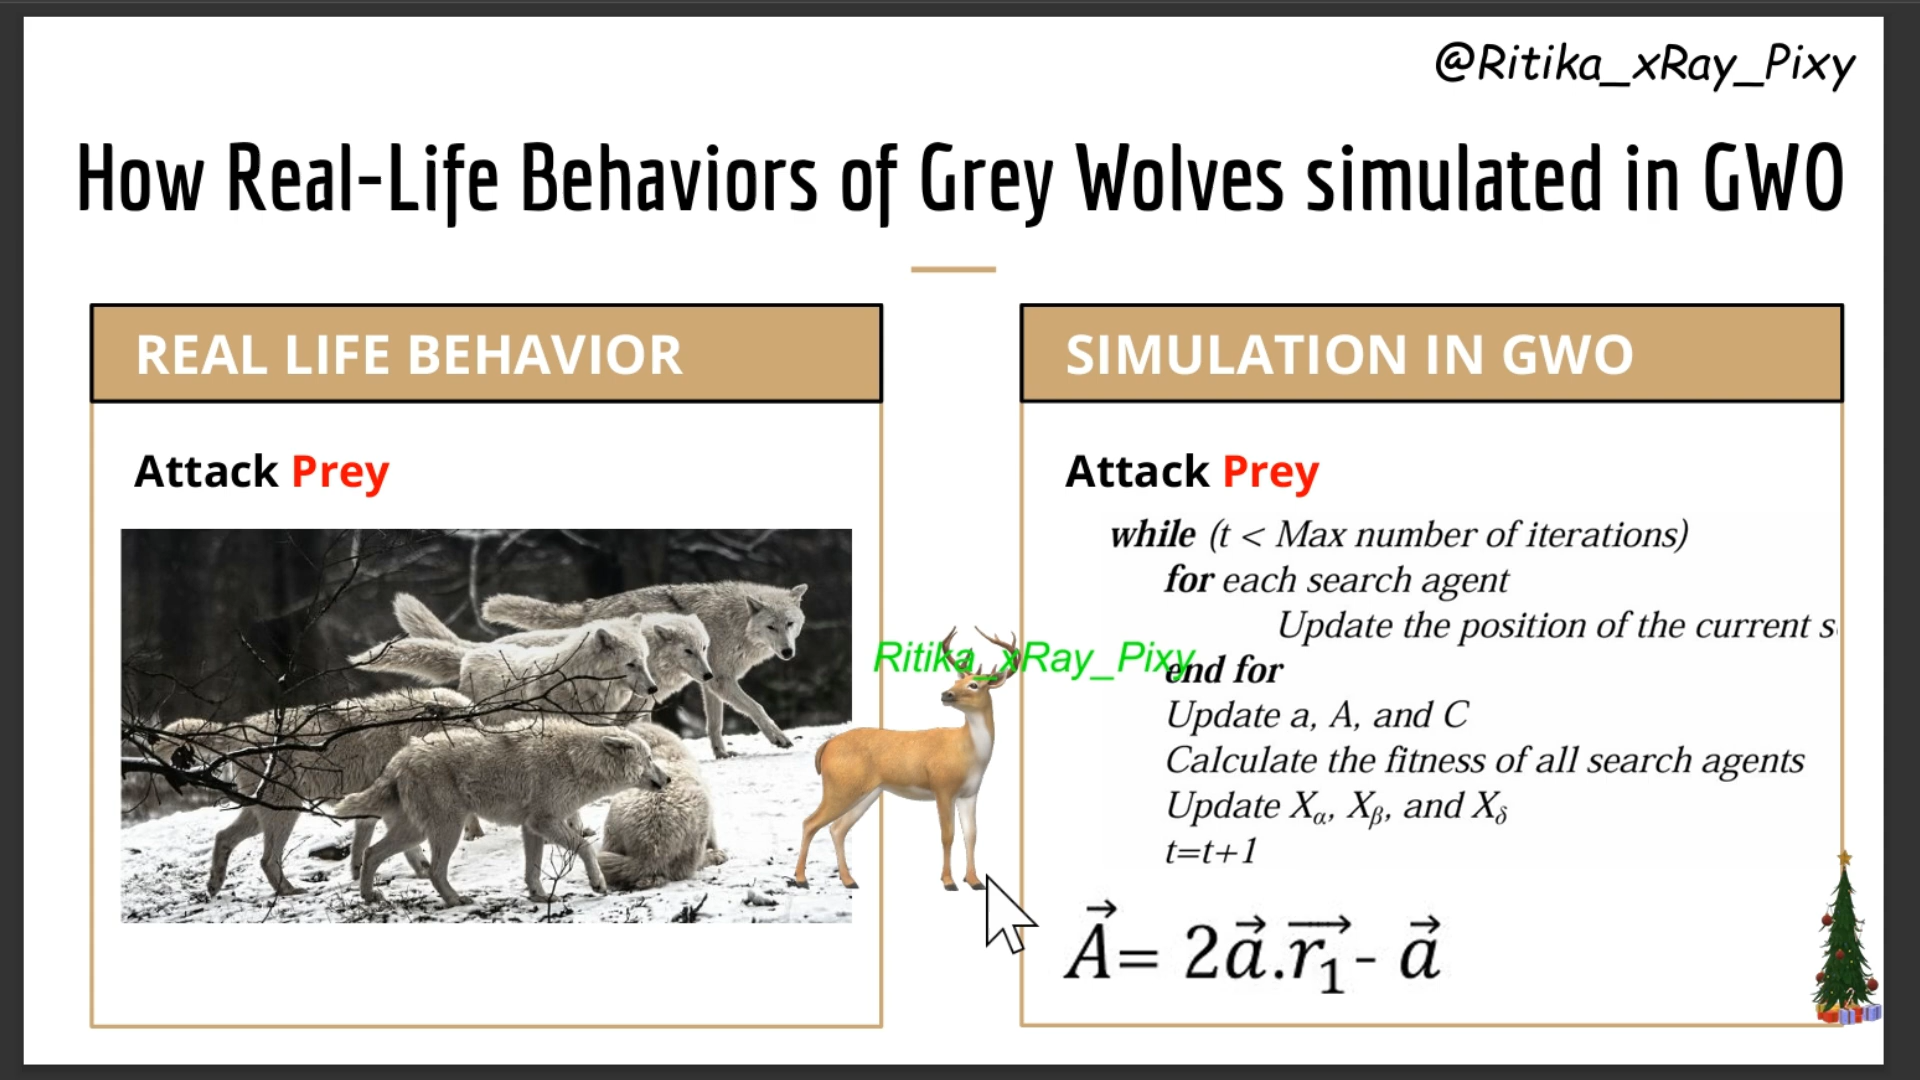 @Ritika_xRay_Pixy
How Real-Life Behaviors of Grey Wolves simulated in GWO
REAL LIFE BEHAVIOR
Attack Prey
Ritika_xRay_Pixy
SIMULATION IN GWO
Attack Prey
while (t < Max number of iterations)
for each search agent
Update the position of the current
end for
Update a, A, and C
Calculate the fitness of all search agents
Update Xα, Xβ, and Xδ
t=t+1
A⃗= 2a⃗.r₁⃗- a⃗